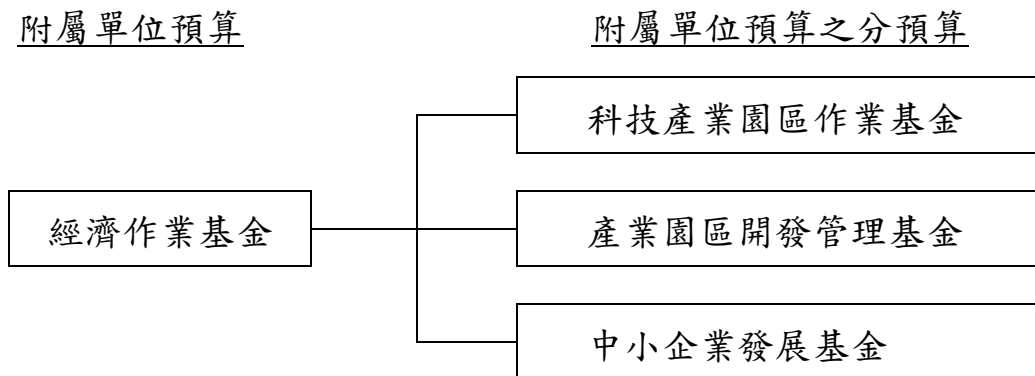 附屬單位預算
附屬單位預算之分預算
科技產業園區作業基金
經濟作業基金
產業園區開發管理基金
中小企業發展基金